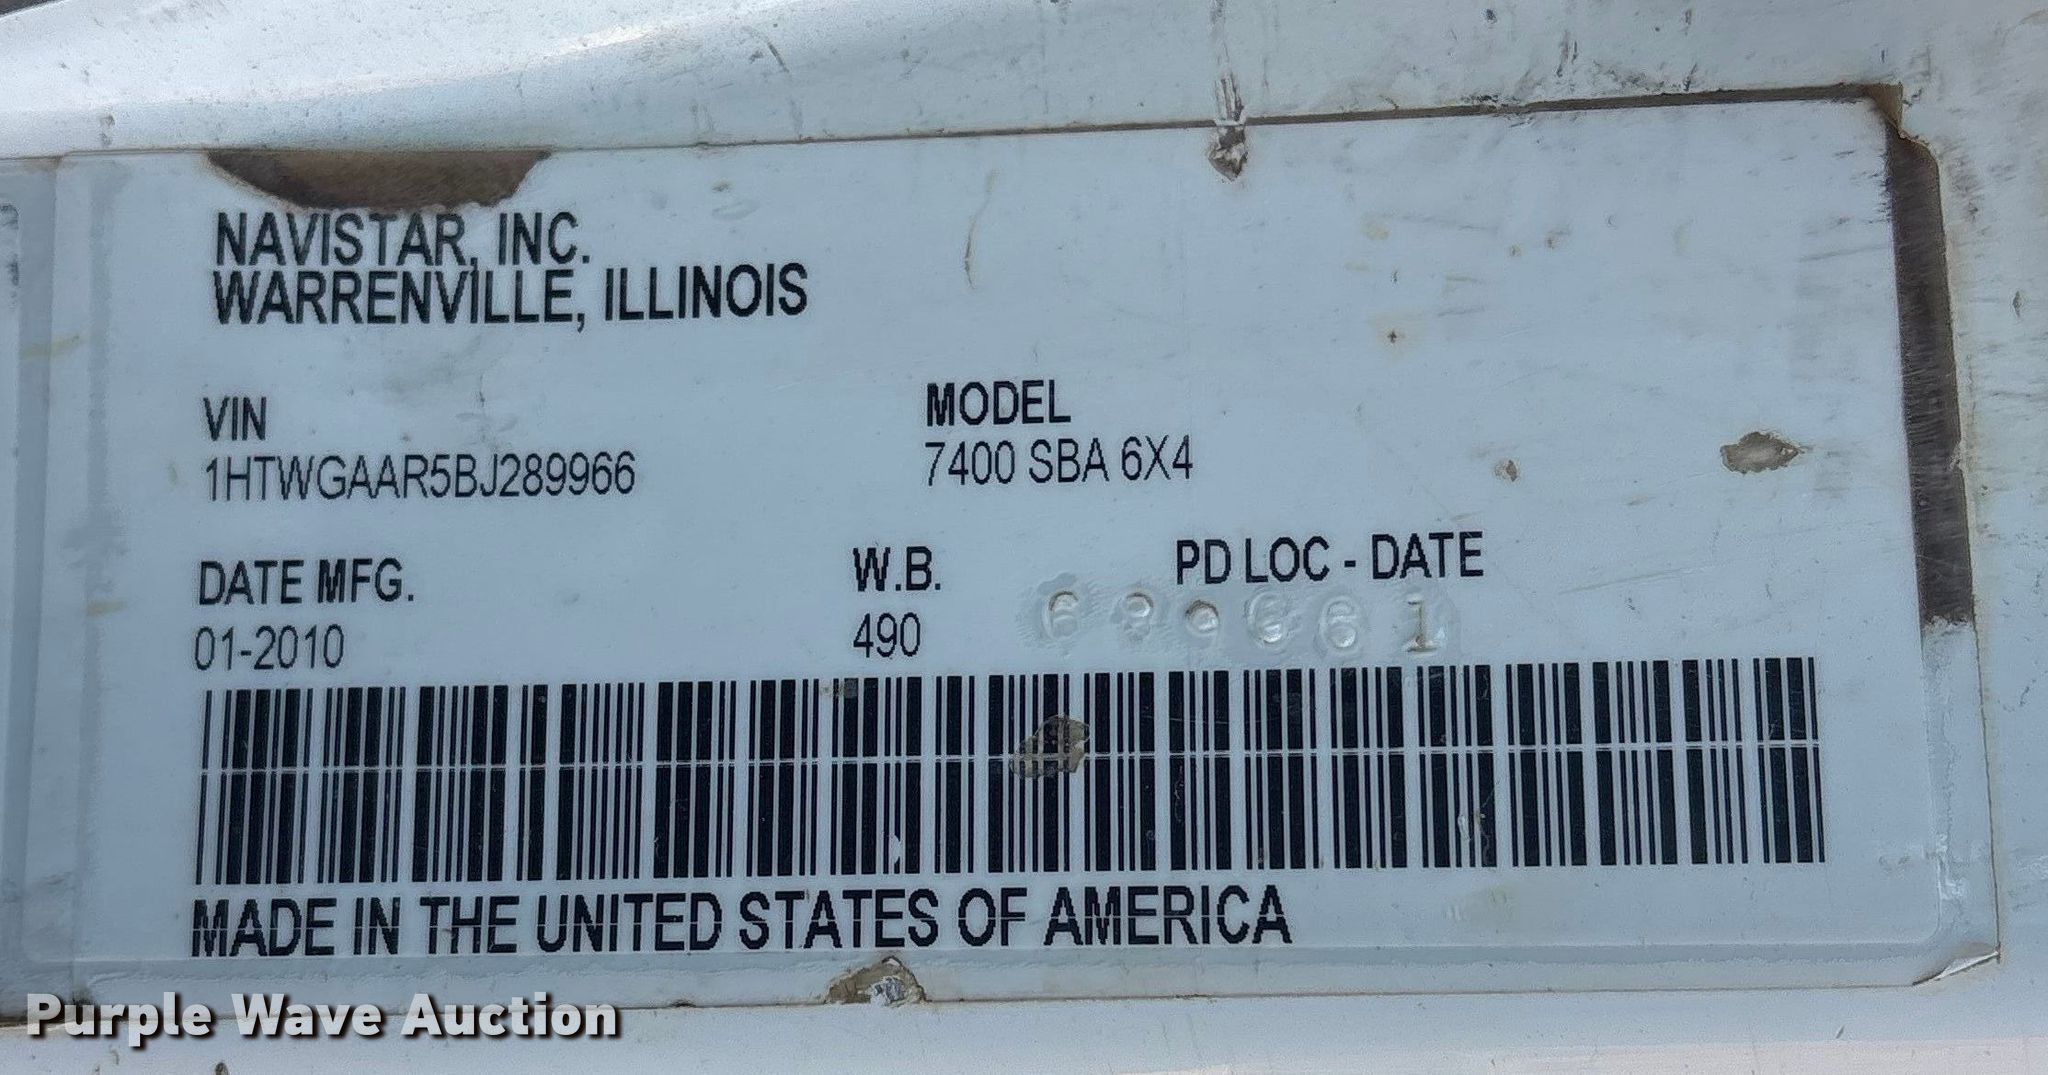 NAVISTAR, INC.
WARRENVILLE, ILLINOIS
VIN MODEL
1HTWGAAR5BJ289966 7400 SBA 6X4
DATE MFG. W.B. PD LOC - DATE
01-2010 490
MADE IN THE UNITED STATES OF AMERICA
Purple Wave Auction